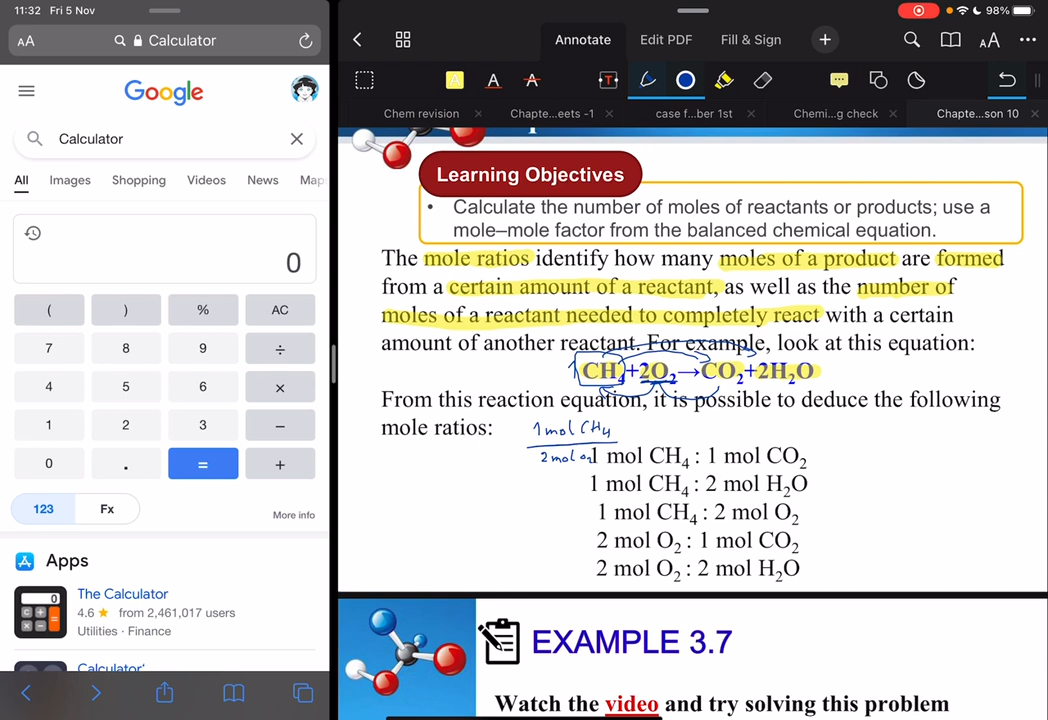 11:32 Fri 5 Nov
98%
AA Calculator
Google
Calculator
All Images Shopping Videos News Map
0
( ) % AC
7 8 9 ÷
4 5 6 ×
1 2 3 −
0 . = +
123 Fx More info
Apps
The Calculator
4.6 ★ from 2,461,017 users
Utilities · Finance
Calculator'
Annotate Edit PDF Fill & Sign
AA
A A A T
Chem revision × Chapte...eets -1 × case f...ber 1st × Chemi...g check × Chapte...son 10 ×
Learning Objectives
• Calculate the number of moles of reactants or products; use a
mole–mole factor from the balanced chemical equation.
The mole ratios identify how many moles of a product are formed
from a certain amount of a reactant, as well as the number of
moles of a reactant needed to completely react with a certain
amount of another reactant. For example, look at this equation:
1CH₄+2O₂→CO₂+2H₂O
From this reaction equation, it is possible to deduce the following
mole ratios:
1 mol CH₄
2 mol O₂
1 mol CH₄ : 1 mol CO₂
1 mol CH₄ : 2 mol H₂O
1 mol CH₄ : 2 mol O₂
2 mol O₂ : 1 mol CO₂
2 mol O₂ : 2 mol H₂O
EXAMPLE 3.7
Watch the video and try solving this problem